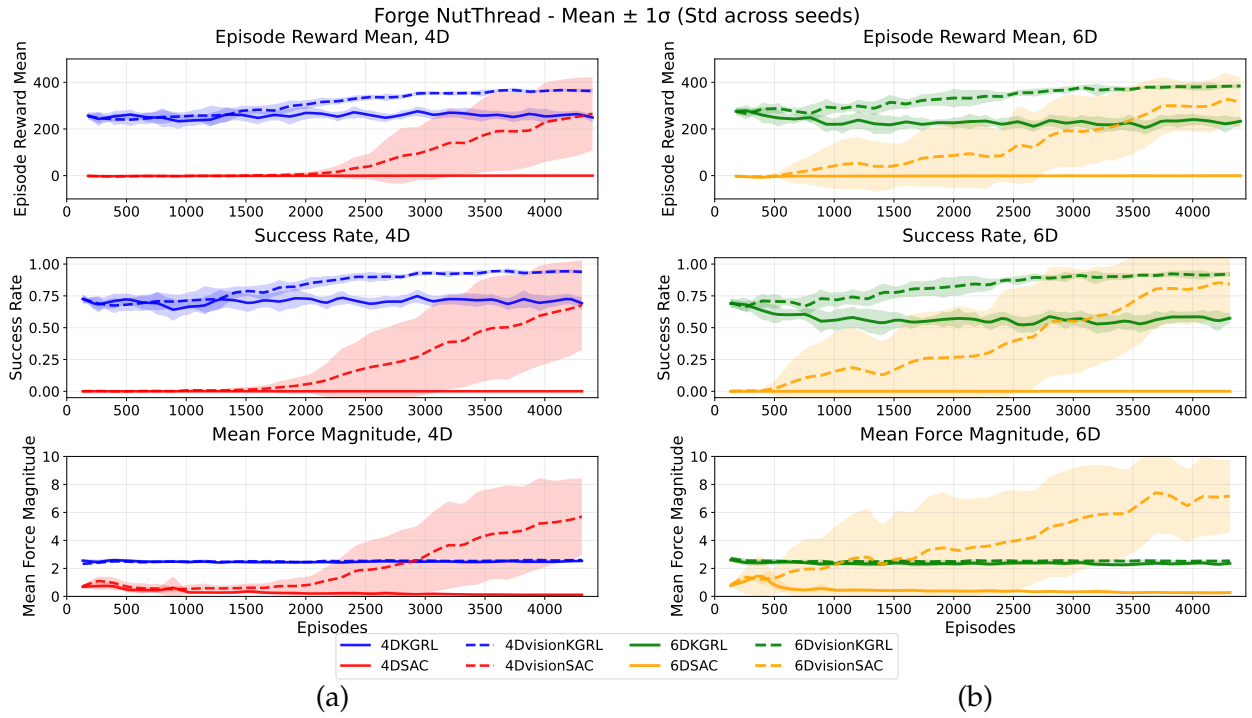 Forge NutThread - Mean ± 1σ (Std across seeds)
Episode Reward Mean, 4D
Episode Reward Mean
400
200
0
0 500 1000 1500 2000 2500 3000 3500 4000
Success Rate, 4D
Success Rate
1.00
0.75
0.50
0.25
0.00
0 500 1000 1500 2000 2500 3000 3500 4000
Mean Force Magnitude, 4D
Mean Force Magnitude
10
8
6
4
2
0
0 500 1000 1500 2000 2500 3000 3500 4000
Episodes
Episode Reward Mean, 6D
Episode Reward Mean
400
200
0
0 500 1000 1500 2000 2500 3000 3500 4000
Success Rate, 6D
Success Rate
1.00
0.75
0.50
0.25
0.00
0 500 1000 1500 2000 2500 3000 3500 4000
Mean Force Magnitude, 6D
Mean Force Magnitude
10
8
6
4
2
0
0 500 1000 1500 2000 2500 3000 3500 4000
Episodes
4DKGRL 4DvisionKGRL 6DKGRL 6DvisionKGRL
4DSAC 4DvisionSAC 6DSAC 6DvisionSAC
(a) (b)